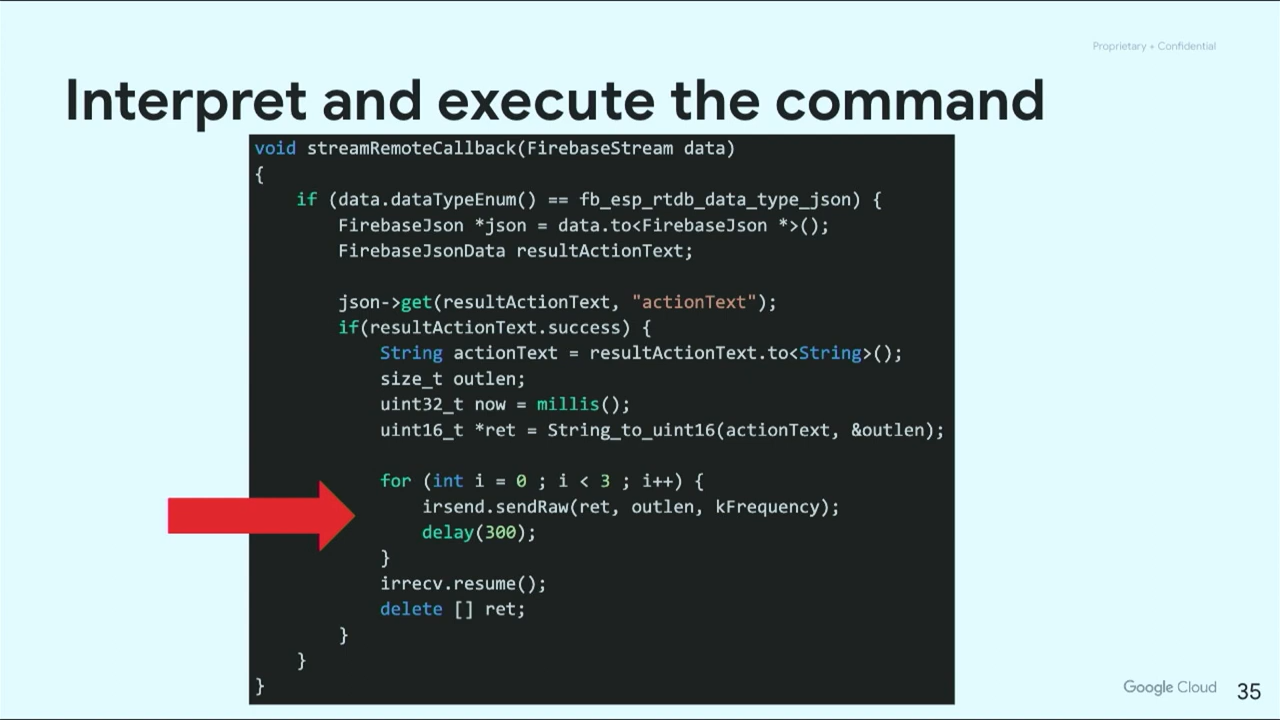 Proprietary + Confidential
Interpret and execute the command
void streamRemoteCallback(FirebaseStream data)
{
    if (data.dataTypeEnum() == fb_esp_rtdb_data_type_json) {
        FirebaseJson *json = data.to<FirebaseJson *>();
        FirebaseJsonData resultActionText;

        json->get(resultActionText, "actionText");
        if(resultActionText.success) {
            String actionText = resultActionText.to<String>();
            size_t outlen;
            uint32_t now = millis();
            uint16_t *ret = String_to_uint16(actionText, &outlen);

            for (int i = 0 ; i < 3 ; i++) {
                irsend.sendRaw(ret, outlen, kFrequency);
                delay(300);
            }
            irrecv.resume();
            delete [] ret;
        }
    }
}
Google Cloud 35